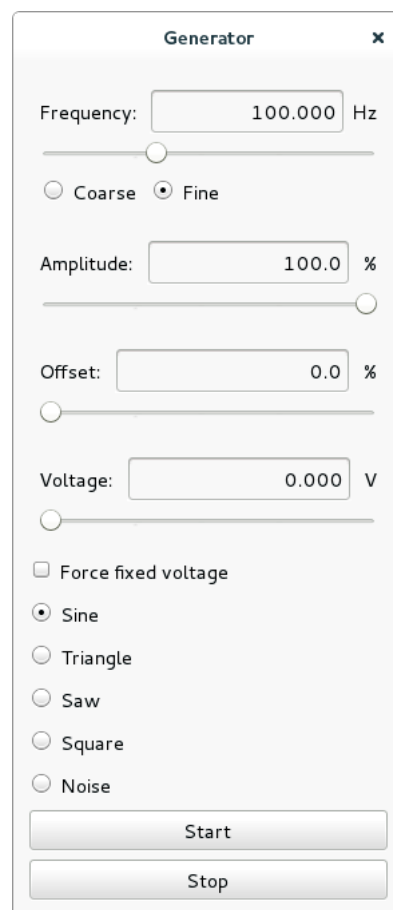 Generator
Frequency: 100.000 Hz
Coarse Fine
Amplitude: 100.0 %
Offset: 0.0 %
Voltage: 0.000 V
Force fixed voltage
Sine
Triangle
Saw
Square
Noise
Start
Stop